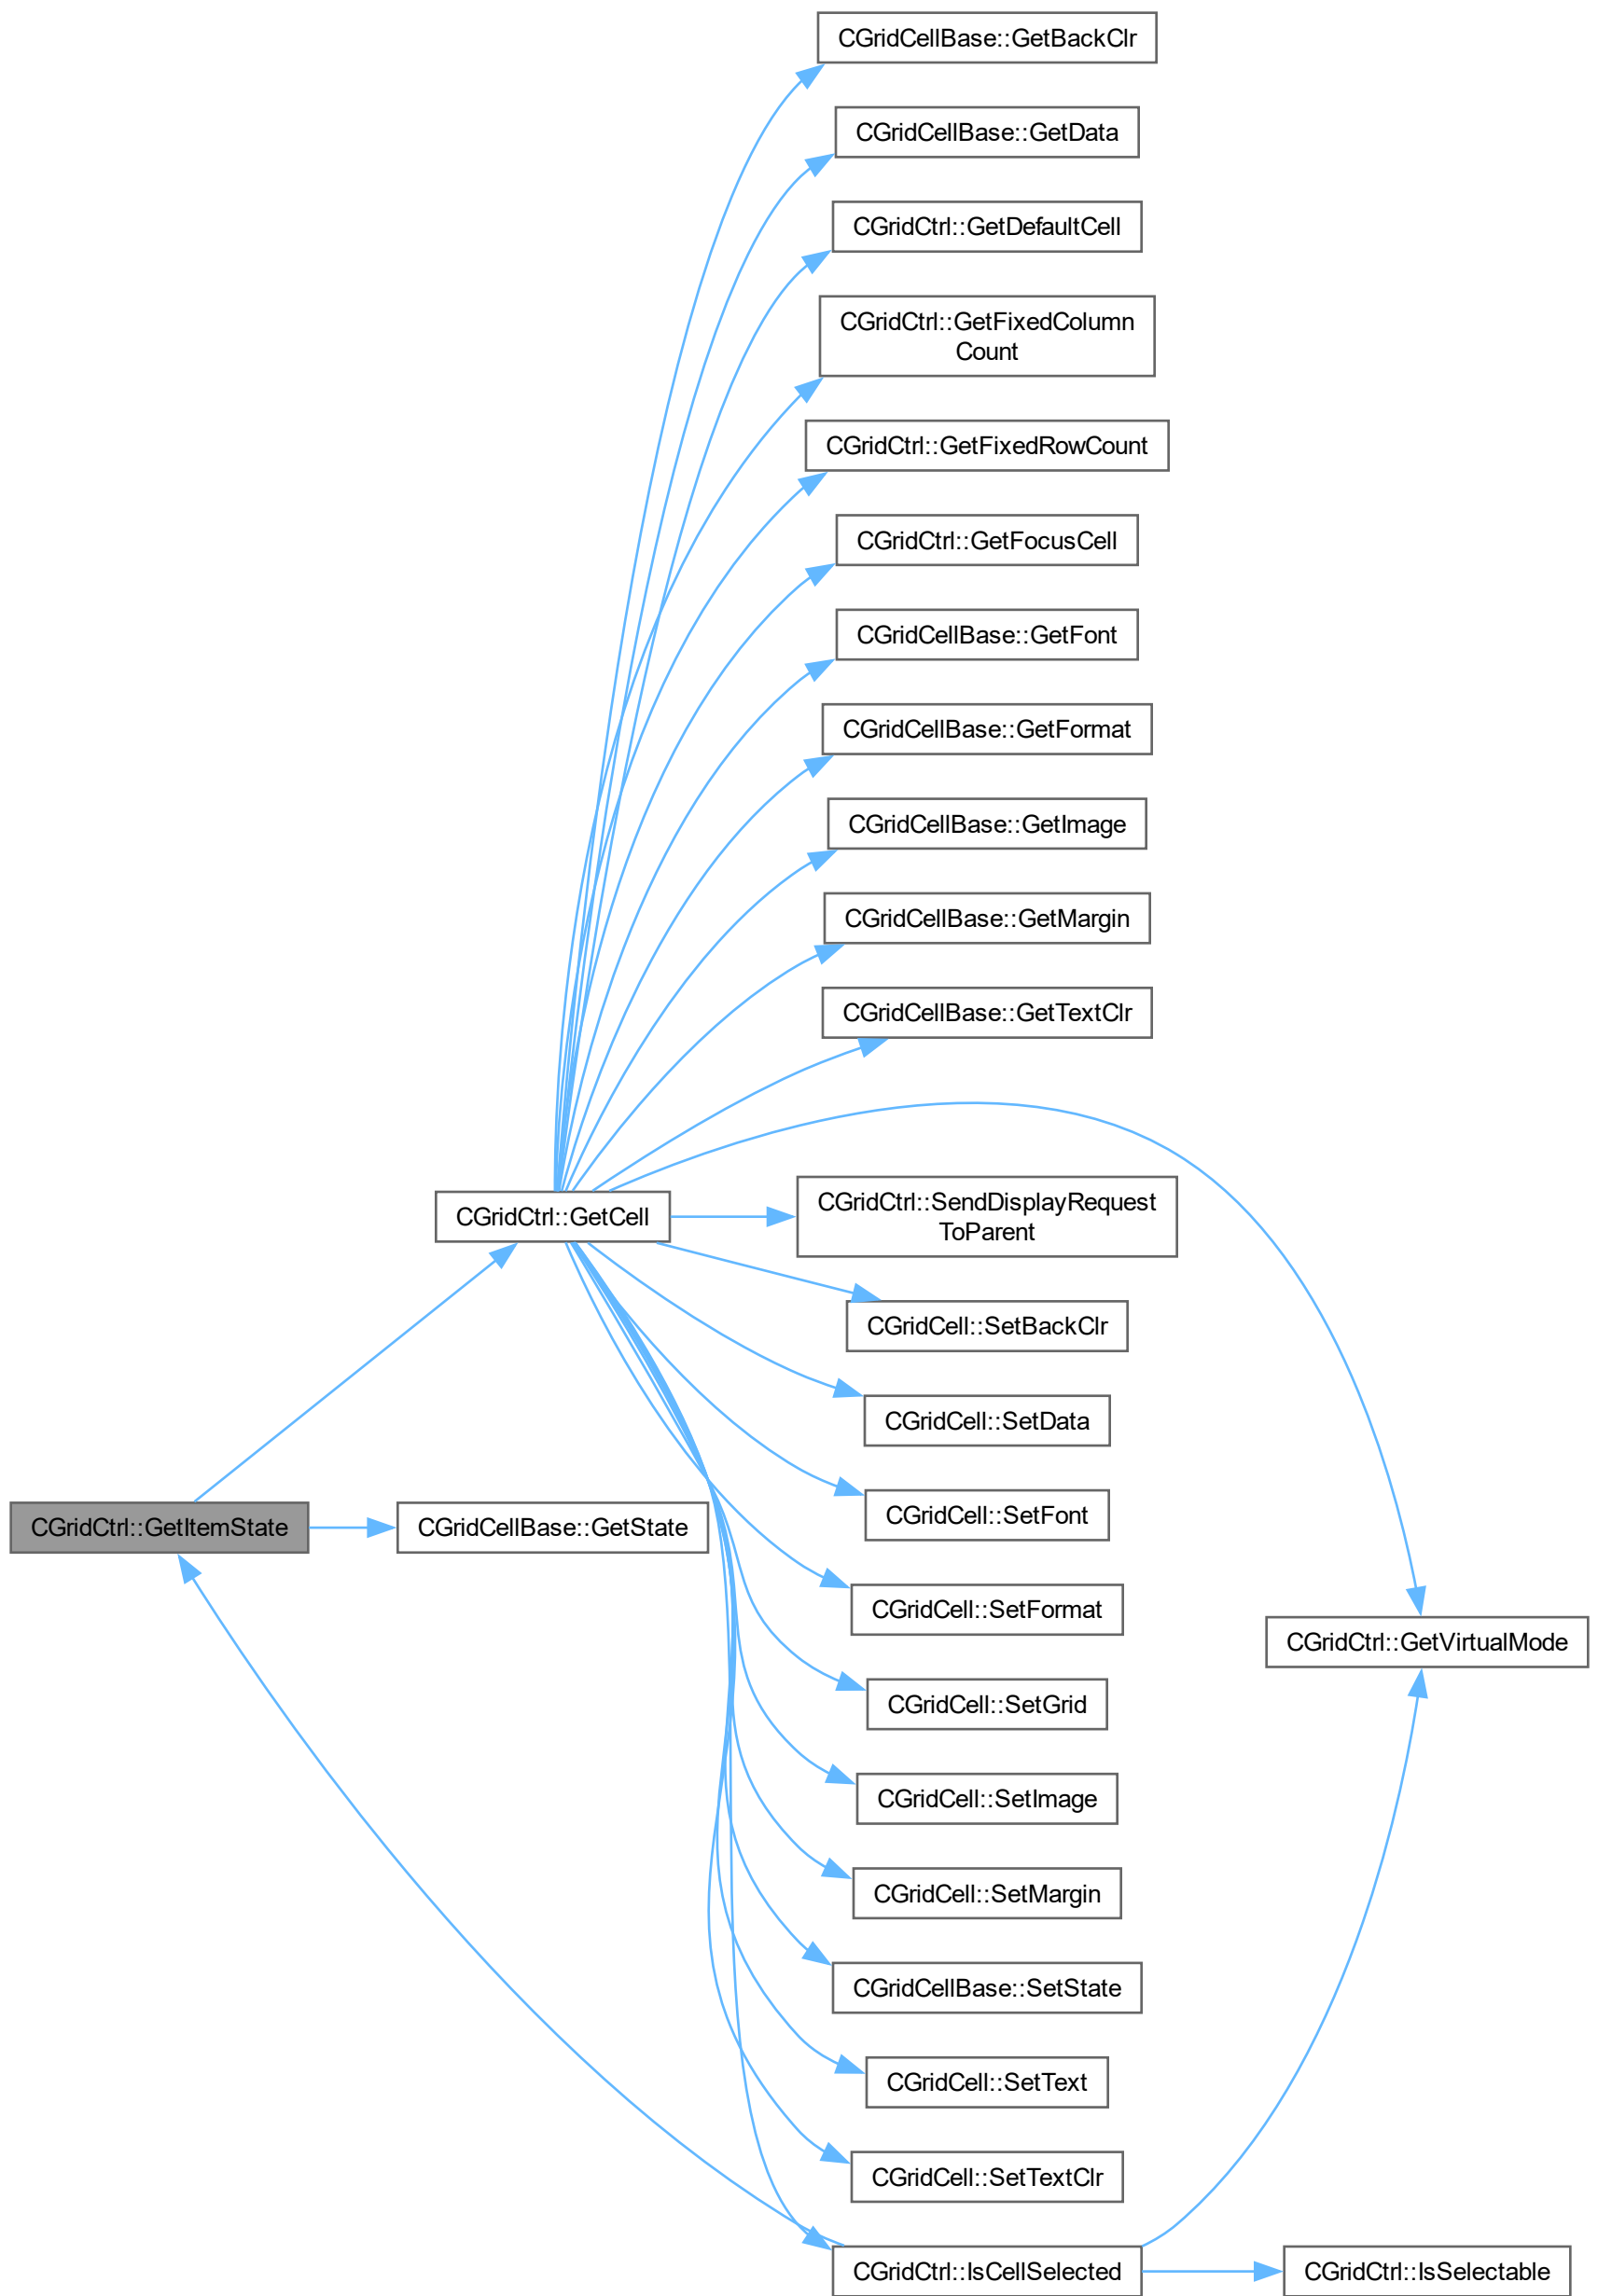 CGridCellBase::GetBackClr
CGridCellBase::GetData
CGridCtrl::GetDefaultCell
CGridCtrl::GetFixedColumn
Count
CGridCtrl::GetFixedRowCount
CGridCtrl::GetFocusCell
CGridCellBase::GetFont
CGridCellBase::GetFormat
CGridCellBase::GetImage
CGridCellBase::GetMargin
CGridCellBase::GetTextClr
CGridCtrl::GetCell
CGridCtrl::SendDisplayRequest
ToParent
CGridCell::SetBackClr
CGridCell::SetData
CGridCtrl::GetItemState
CGridCellBase::GetState
CGridCell::SetFont
CGridCell::SetFormat
CGridCtrl::GetVirtualMode
CGridCell::SetGrid
CGridCell::SetImage
CGridCell::SetMargin
CGridCellBase::SetState
CGridCell::SetText
CGridCell::SetTextClr
CGridCtrl::IsCellSelected
CGridCtrl::IsSelectable